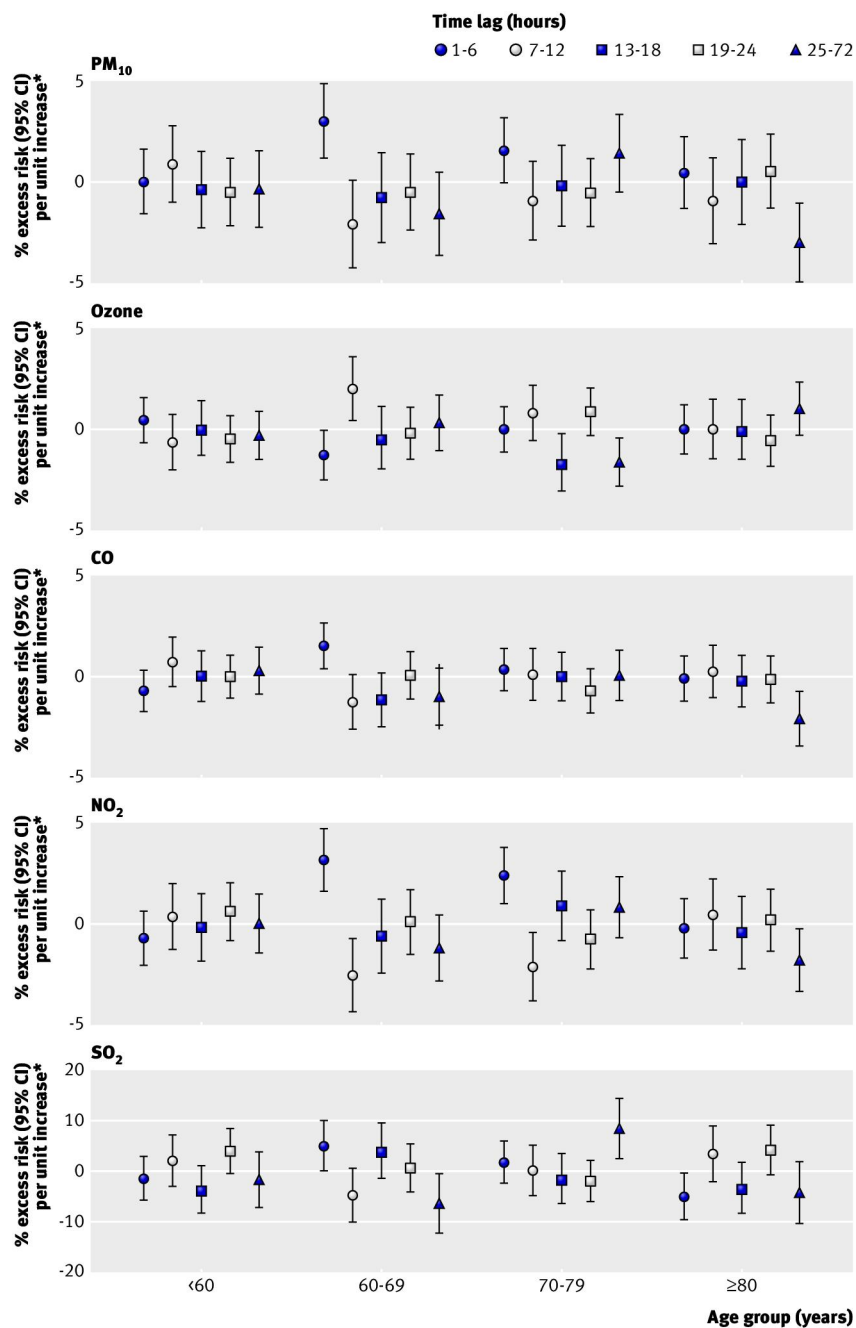 Time lag (hours)
1-6 7-12 13-18 19-24 25-72
PM10
% excess risk (95% CI)
per unit increase*
5
0
-5
Ozone
% excess risk (95% CI)
per unit increase*
5
0
-5
CO
% excess risk (95% CI)
per unit increase*
5
0
-5
NO2
% excess risk (95% CI)
per unit increase*
5
0
-5
SO2
% excess risk (95% CI)
per unit increase*
20
10
0
-10
-20
<60 60-69 70-79 ≥80
Age group (years)